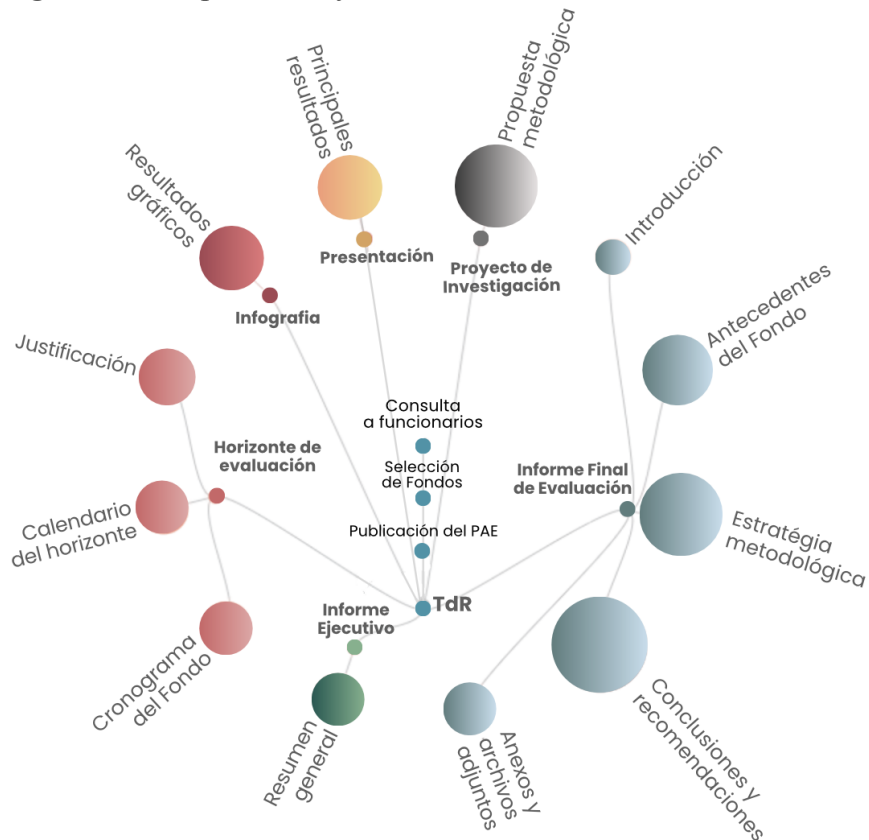 Principales
resultados
Propuesta
metodológica
Resultados
gráficos
Introducción
Presentación
Proyecto de
Investigación
Infografia
Antecedentes
del Fondo
Justificación
Consulta
a funcionarios
Horizonte de
evaluación
Selección
de Fondos
Informe Final
de Evaluación
Calendario
del horizonte
Publicación del PAE
Estratégia
metodológica
TdR
Informe
Ejecutivo
Cronograma
del Fondo
Resumen
general
Anexos y
archivos
adjuntos
Conclusiones y
recomendaciones